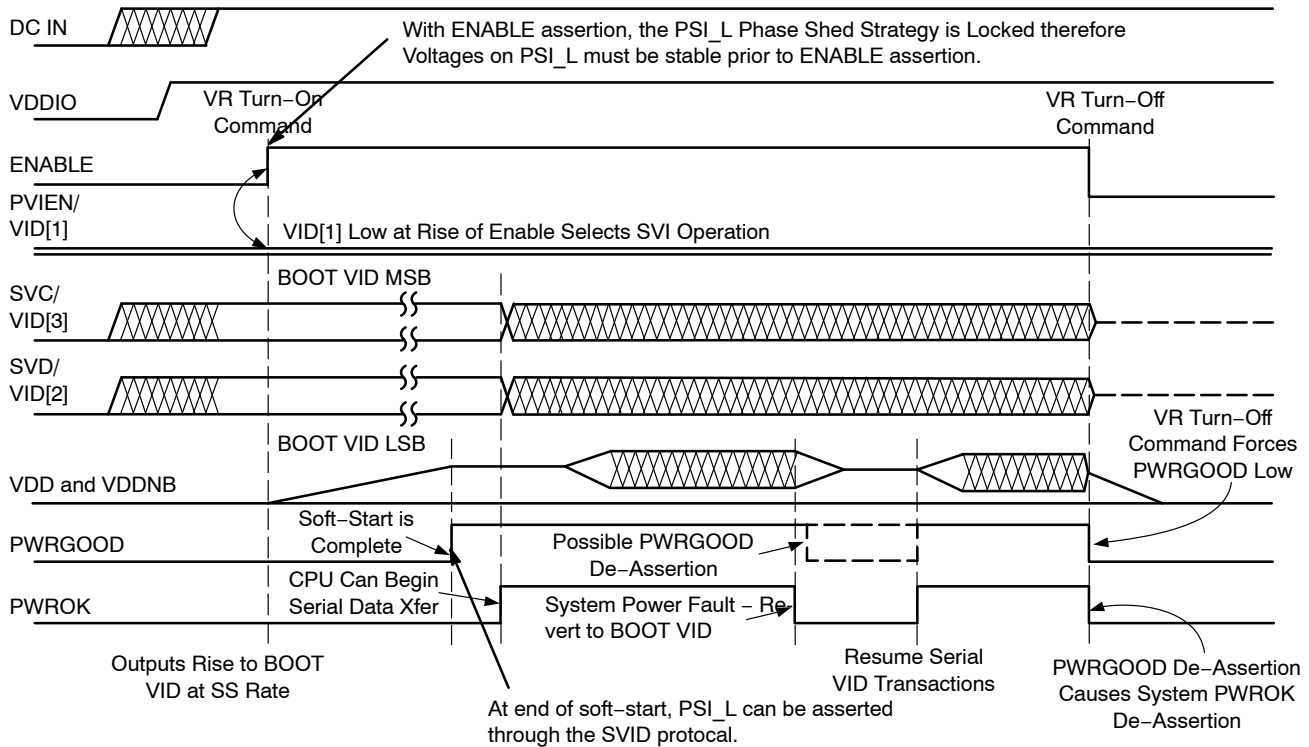 DC IN
With ENABLE assertion, the PSI_L Phase Shed Strategy is Locked therefore
Voltages on PSI_L must be stable prior to ENABLE assertion.
VDDIO
VR Turn−On
Command
VR Turn−Off
Command
ENABLE
PVIEN/
VID[1]
VID[1] Low at Rise of Enable Selects SVI Operation
BOOT VID MSB
SVC/
VID[3]
SVD/
VID[2]
BOOT VID LSB
VR Turn−Off
Command Forces
PWRGOOD Low
VDD and VDDNB
Soft−Start is
Complete
PWRGOOD
Possible PWRGOOD
De−Assertion
CPU Can Begin
Serial Data Xfer
PWROK
System Power Fault − Re-
vert to BOOT VID
Outputs Rise to BOOT
VID at SS Rate
Resume Serial
VID Transactions
PWRGOOD De−Assertion
Causes System PWROK
De−Assertion
At end of soft−start, PSI_L can be asserted
through the SVID protocal.